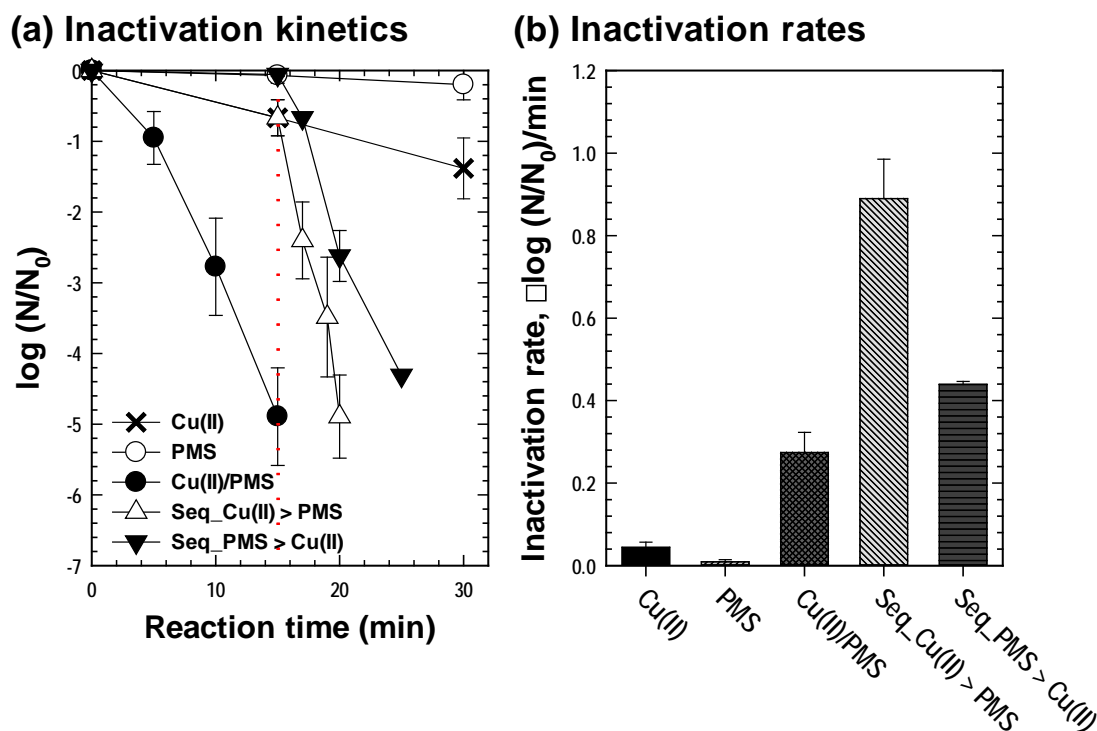 (a) Inactivation kinetics
(b) Inactivation rates
log (N/N0)
0
-1
-2
-3
-4
-5
-6
-7
Cu(II)
PMS
Cu(II)/PMS
Seq_Cu(II) > PMS
Seq_PMS > Cu(II)
0
10
20
30
Reaction time (min)
Inactivation rate, □log (N/N0)/min
1.2
1.0
0.8
0.6
0.4
0.2
0.0
Cu(II)
PMS
Cu(II)/PMS
Seq_Cu(II) > PMS
Seq_PMS > Cu(II)